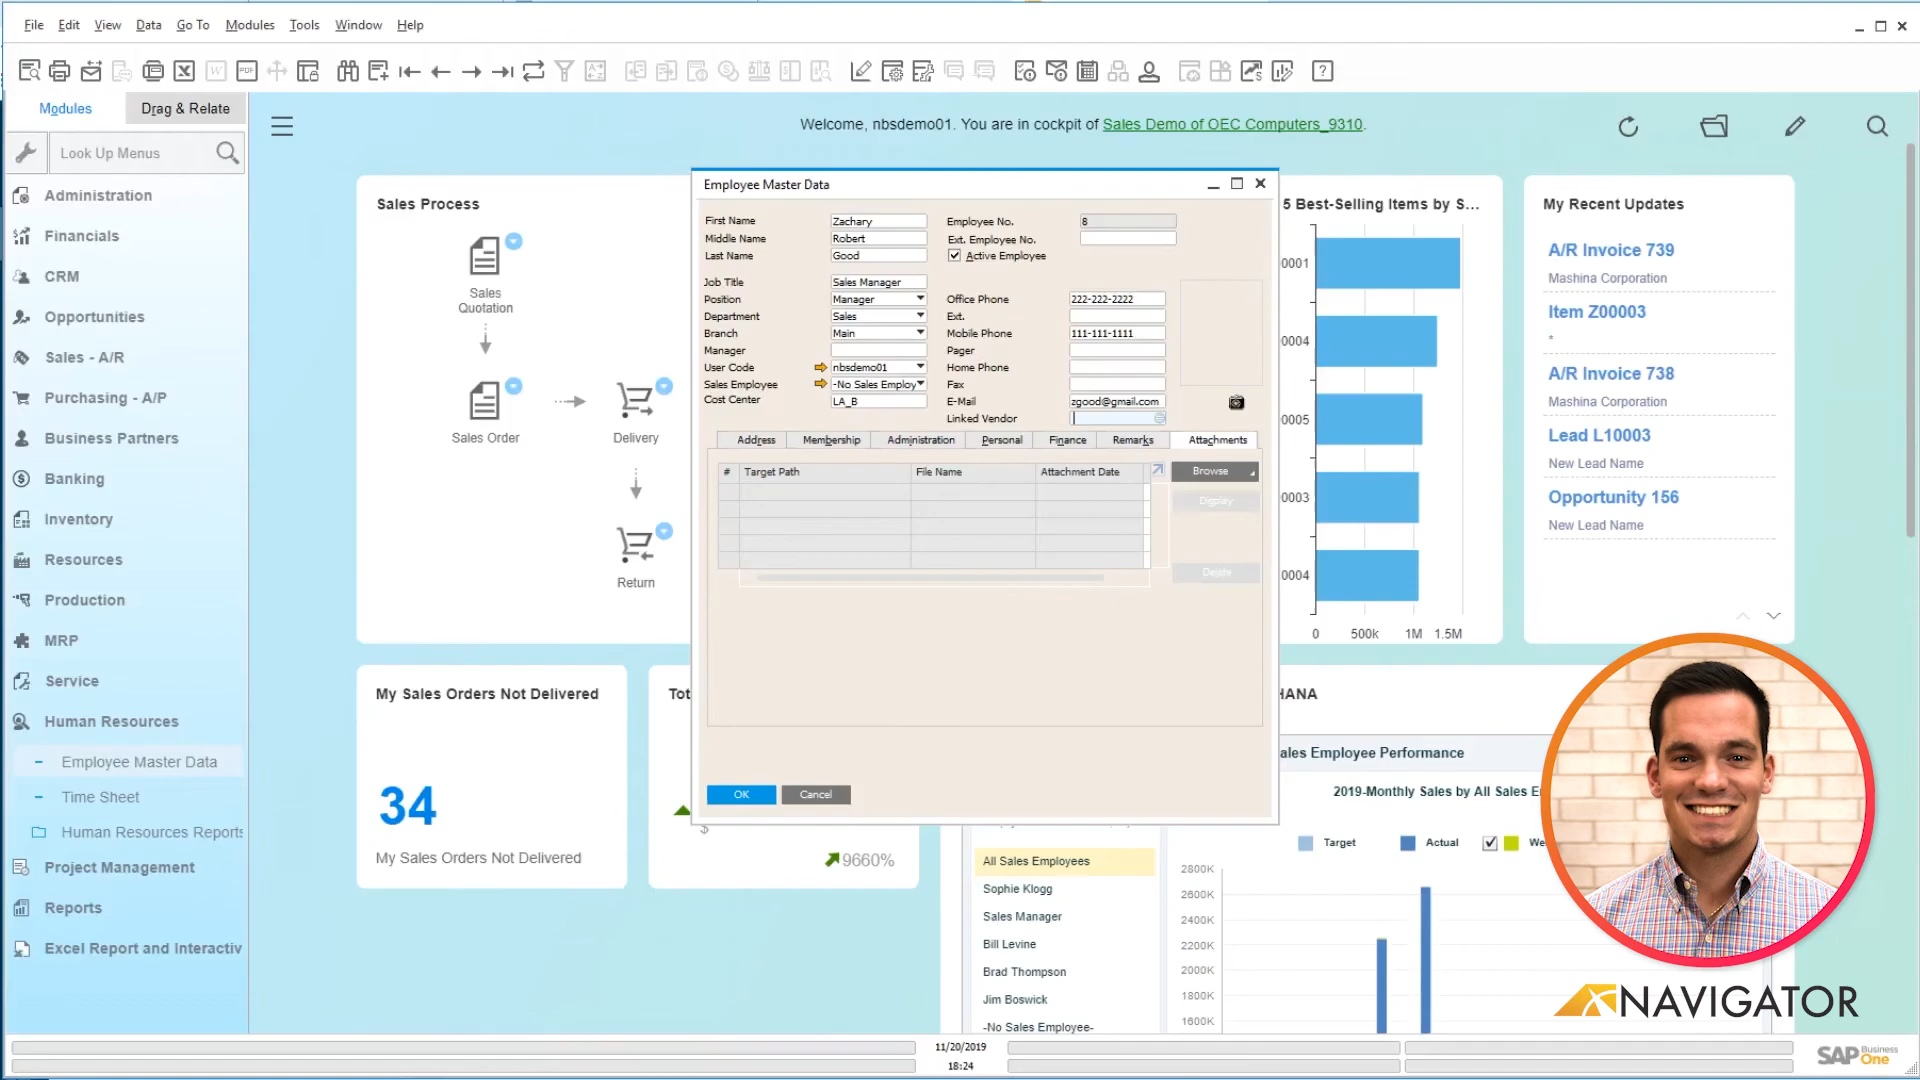 File Edit View Data Go To Modules Tools Window Help
Modules
Drag & Relate
Look Up Menus
Administration
Financials
CRM
Opportunities
Sales - A/R
Purchasing - A/P
Business Partners
Banking
Inventory
Resources
Production
MRP
Service
Human Resources
Employee Master Data
Time Sheet
Human Resources Reports
Project Management
Reports
Excel Report and Interactiv
Welcome, nbsdemo01. You are in cockpit of Sales Demo of OEC Computers_9310.
Sales Process
Sales
Quotation
Sales Order
Delivery
Return
Employee Master Data
First Name Zachary Employee No. 8
Middle Name Robert Ext. Employee No.
Last Name Good Active Employee
Job Title Sales Manager
Position Manager Office Phone 222-222-2222
Department Sales Ext.
Branch Main Mobile Phone 111-111-1111
Manager Pager
User Code nbsdemo01 Home Phone
Sales Employee -No Sales Employ Fax
Cost Center LA_B E-Mail zgood@gmail.com
Linked Vendor
Address Membership Administration Personal Finance Remarks Attachments
# Target Path File Name Attachment Date Browse
Display
Delete
OK Cancel
5 Best-Selling Items by S...
0001
0004
0005
0003
0004
0 500k 1M 1.5M
My Recent Updates
A/R Invoice 739
Mashina Corporation
Item Z00003
*
A/R Invoice 738
Mashina Corporation
Lead L10003
New Lead Name
Opportunity 156
New Lead Name
My Sales Orders Not Delivered
34
My Sales Orders Not Delivered
Tot
$
9660%
HANA
ales Employee Performance
2019-Monthly Sales by All Sales E
Target Actual We
All Sales Employees
Sophie Klogg
Sales Manager
Bill Levine
Brad Thompson
Jim Boswick
-No Sales Employee-
2800K
2600K
2400K
2200K
2000K
1800K
1600K
NAVIGATOR
11/20/2019
18:24
SAP Business One